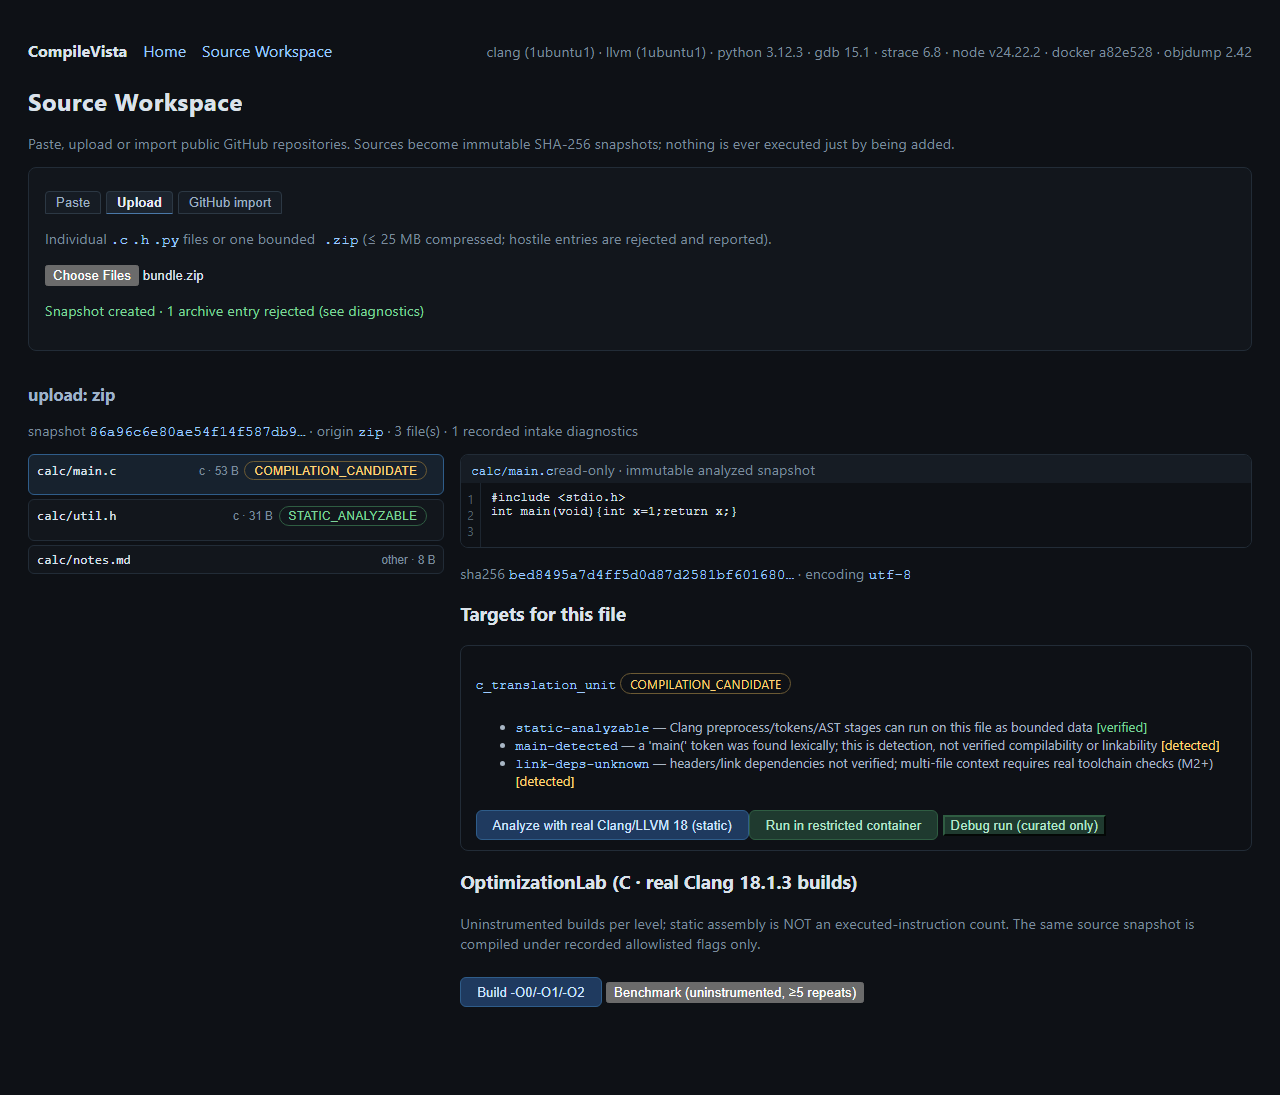 CompileVista Home Source Workspace clang (1ubuntu1) · llvm (1ubuntu1) · python 3.12.3 · gdb 15.1 · strace 6.8 · node v24.22.2 · docker a82e528 · objdump 2.42
Source Workspace
Paste, upload or import public GitHub repositories. Sources become immutable SHA-256 snapshots; nothing is ever executed just by being added.
Paste Upload GitHub import
Individual .c .h .py files or one bounded .zip (≤ 25 MB compressed; hostile entries are rejected and reported).
Choose Files bundle.zip
Snapshot created · 1 archive entry rejected (see diagnostics)
upload: zip
snapshot 86a96c6e80ae54f14f587db9… · origin zip · 3 file(s) · 1 recorded intake diagnostics
calc/main.c c · 53 B COMPILATION_CANDIDATE
calc/util.h c · 31 B STATIC_ANALYZABLE
calc/notes.md other · 8 B
calc/main.c read-only · immutable analyzed snapshot
1 #include <stdio.h>
2 int main(void){int x=1;return x;}
3
sha256 bed8495a7d4ff5d0d87d2581bf601680… · encoding utf-8
Targets for this file
c_translation_unit COMPILATION_CANDIDATE
• static-analyzable — Clang preprocess/tokens/AST stages can run on this file as bounded data [verified]
• main-detected — a 'main(' token was found lexically; this is detection, not verified compilability or linkability [detected]
• link-deps-unknown — headers/link dependencies not verified; multi-file context requires real toolchain checks (M2+)
[detected]
Analyze with real Clang/LLVM 18 (static) Run in restricted container Debug run (curated only)
OptimizationLab (C · real Clang 18.1.3 builds)
Uninstrumented builds per level; static assembly is NOT an executed-instruction count. The same source snapshot is
compiled under recorded allowlisted flags only.
Build -O0/-O1/-O2 Benchmark (uninstrumented, ≥5 repeats)